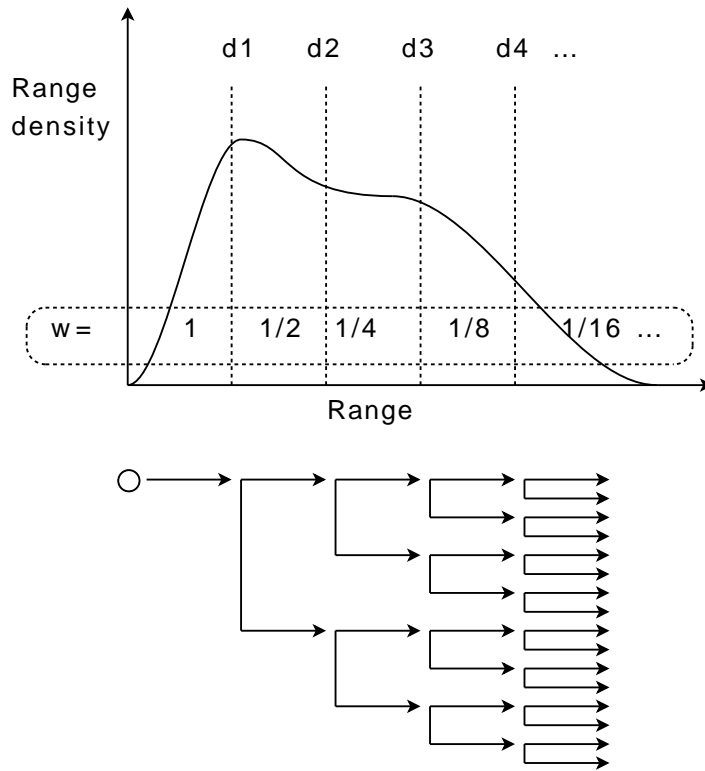 d1 d2 d3 d4 ...
Range
density
w= 1 1/2 1/4 1/8 1/16 ...
Range